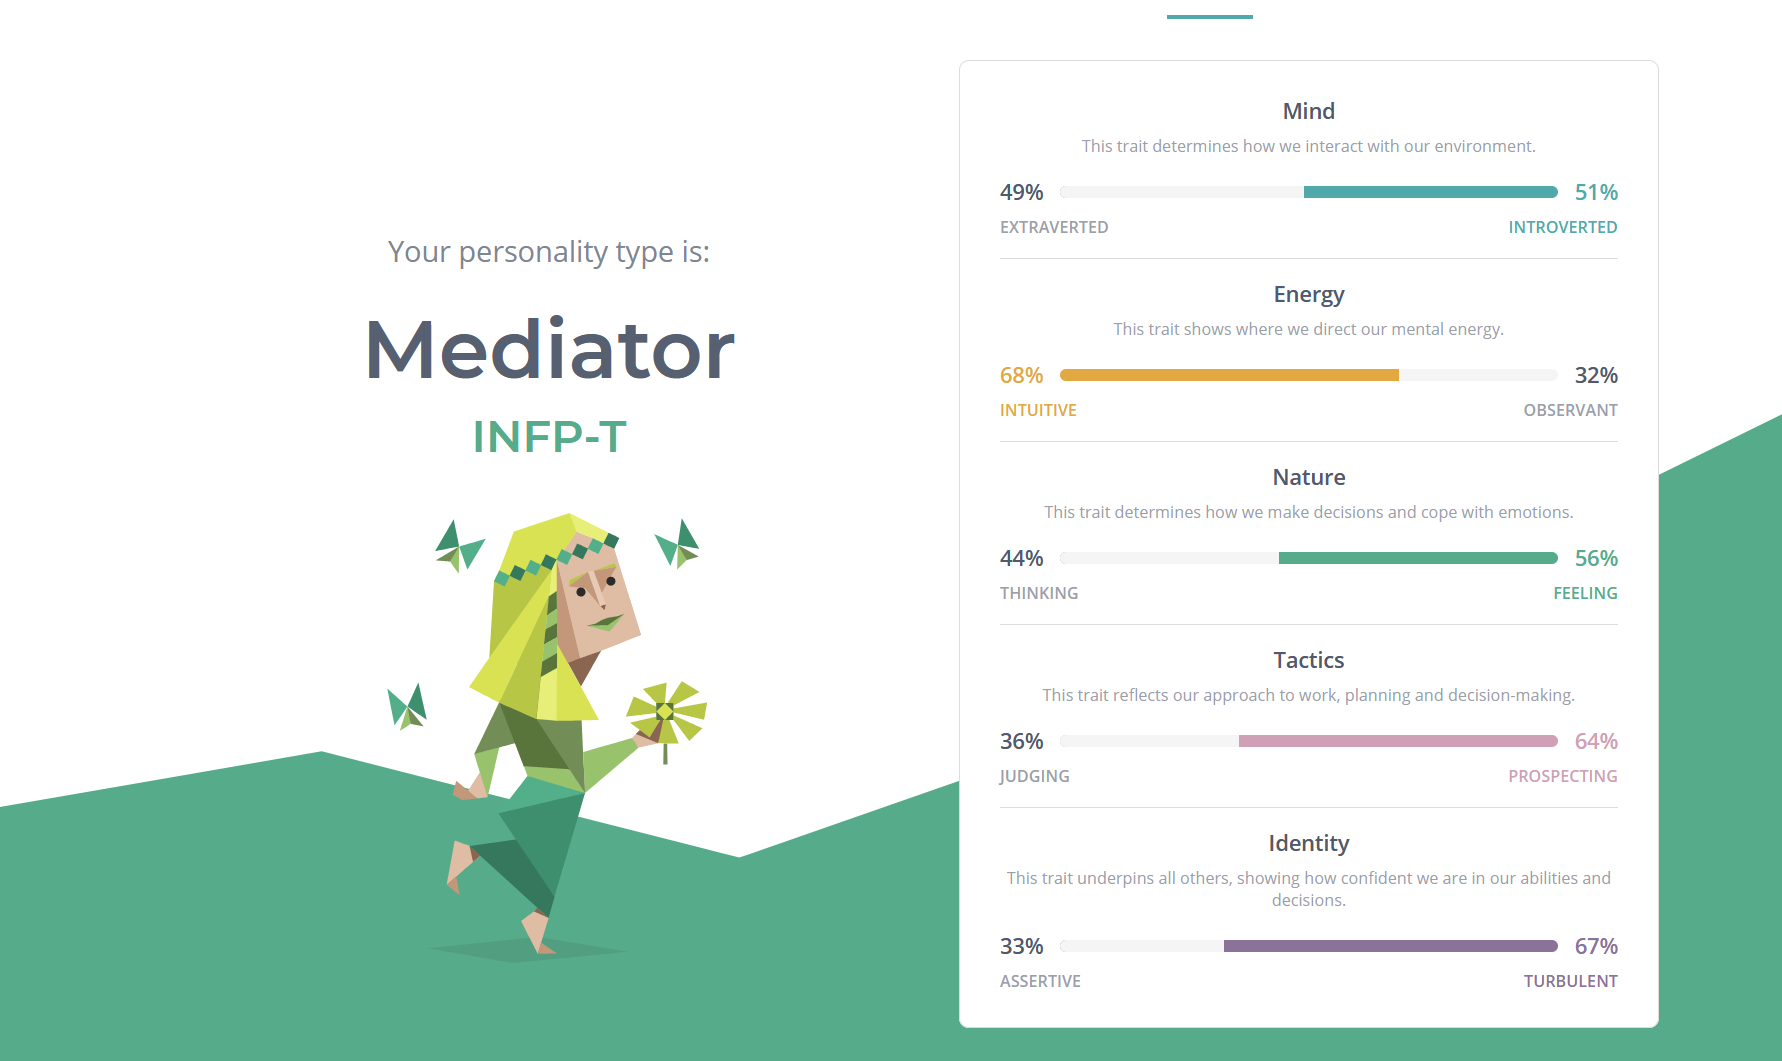 Your personality type is:
Mediator
INFP-T
Mind
This trait determines how we interact with our environment.
49% 51%
EXTRAVERTED INTROVERTED
Energy
This trait shows where we direct our mental energy.
68% 32%
INTUITIVE OBSERVANT
Nature
This trait determines how we make decisions and cope with emotions.
44% 56%
THINKING FEELING
Tactics
This trait reflects our approach to work, planning and decision-making.
36% 64%
JUDGING PROSPECTING
Identity
This trait underpins all others, showing how confident we are in our abilities and
decisions.
33% 67%
ASSERTIVE TURBULENT